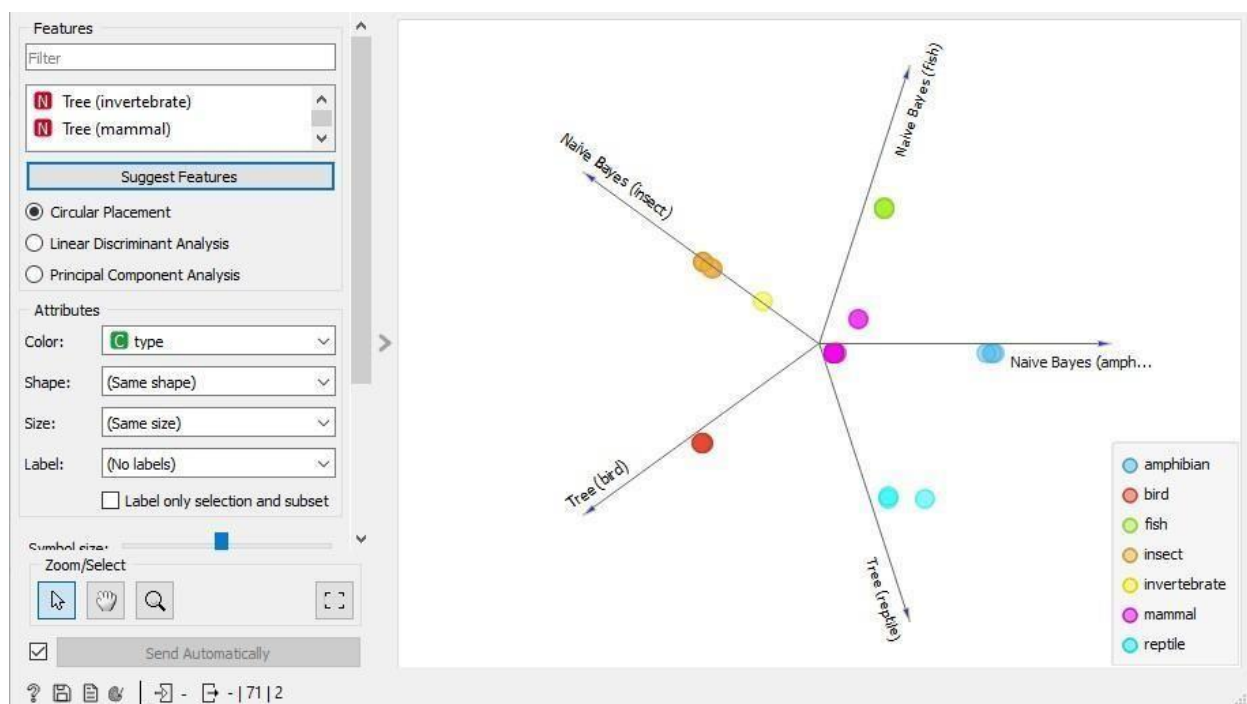 Features
Filter
N Tree (invertebrate)
N Tree (mammal)
Suggest Features
Circular Placement
Linear Discriminant Analysis
Principal Component Analysis
Attributes
Color: C type
Shape: (Same shape)
Size: (Same size)
Label: (No labels)
Label only selection and subset
Symbol size:
Zoom/Select
Send Automatically
? - - | 71 | 2
Naive Bayes (fish)
Naive Bayes (insect)
Naive Bayes (amph...
Tree (bird)
Tree (reptile)
amphibian
bird
fish
insect
invertebrate
mammal
reptile